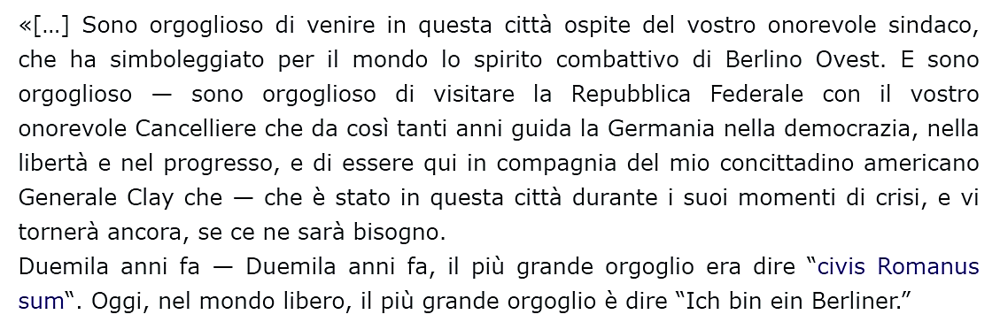 «[…] Sono orgoglioso di venire in questa città ospite del vostro onorevole sindaco,
che ha simboleggiato per il mondo lo spirito combattivo di Berlino Ovest. E sono
orgoglioso — sono orgoglioso di visitare la Repubblica Federale con il vostro
onorevole Cancelliere che da così tanti anni guida la Germania nella democrazia, nella
libertà e nel progresso, e di essere qui in compagnia del mio concittadino americano
Generale Clay che — che è stato in questa città durante i suoi momenti di crisi, e vi
tornerà ancora, se ce ne sarà bisogno.
Duemila anni fa — Duemila anni fa, il più grande orgoglio era dire “civis Romanus
sum“. Oggi, nel mondo libero, il più grande orgoglio è dire “Ich bin ein Berliner.”